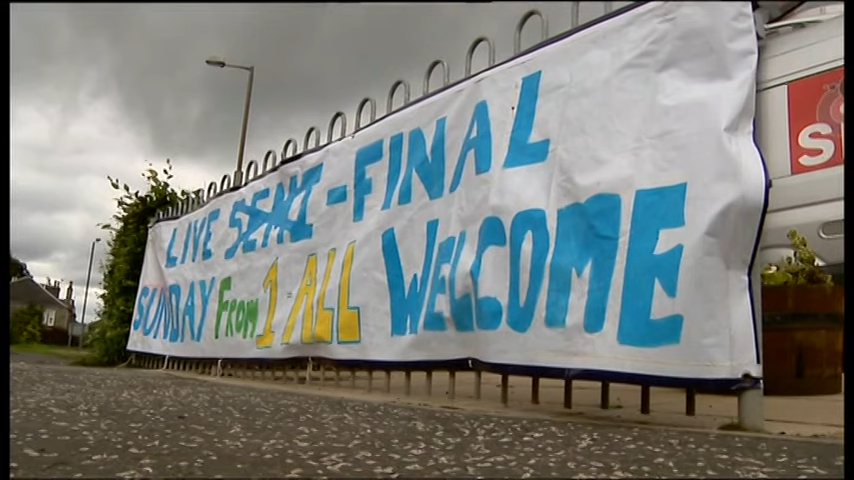 LIVE SEMI-FINAL
SUNDAY FROM 1-ALL WELCOME
S